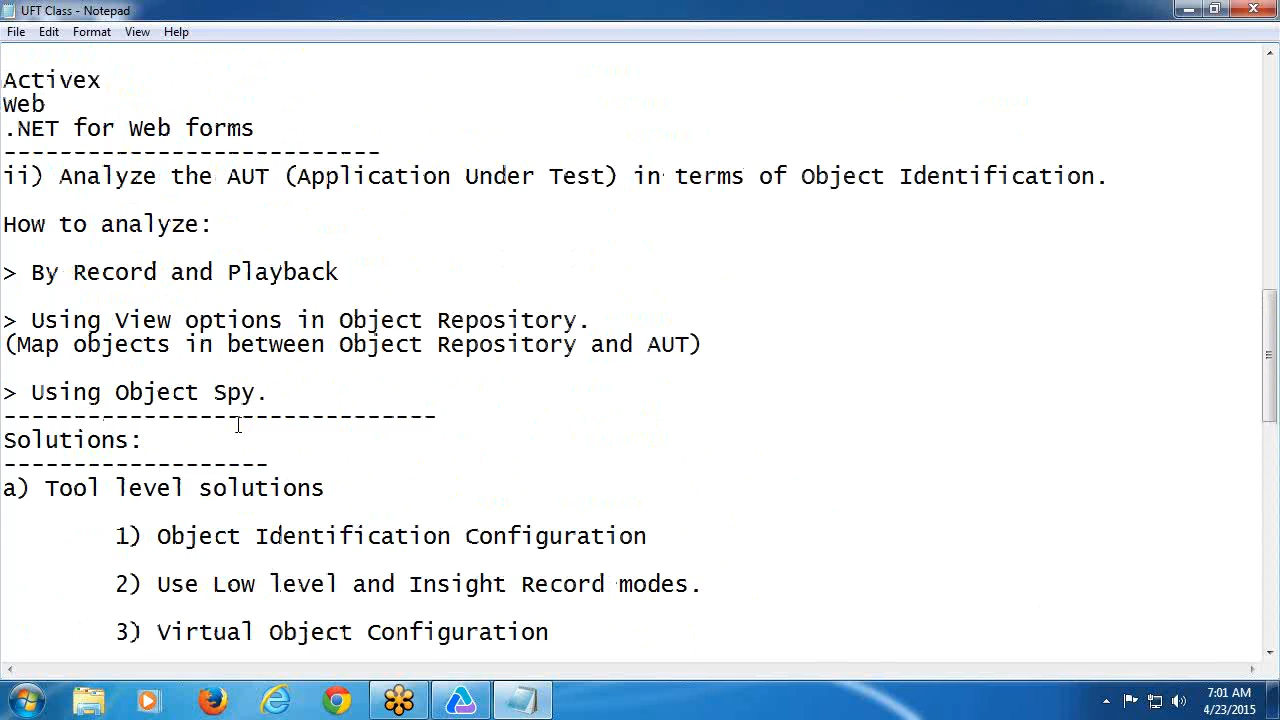 UFT Class - Notepad
File Edit Format View Help
Activex
Web
.NET for Web forms
---------------------------
ii) Analyze the AUT (Application Under Test) in terms of Object Identification.
How to analyze:
> By Record and Playback
> Using View options in Object Repository.
(Map objects in between Object Repository and AUT)
> Using Object Spy.
-------------------------------
Solutions:
-------------------
a) Tool level solutions
1) Object Identification Configuration
2) Use Low level and Insight Record modes.
3) Virtual Object Configuration
7:01 AM
4/23/2015